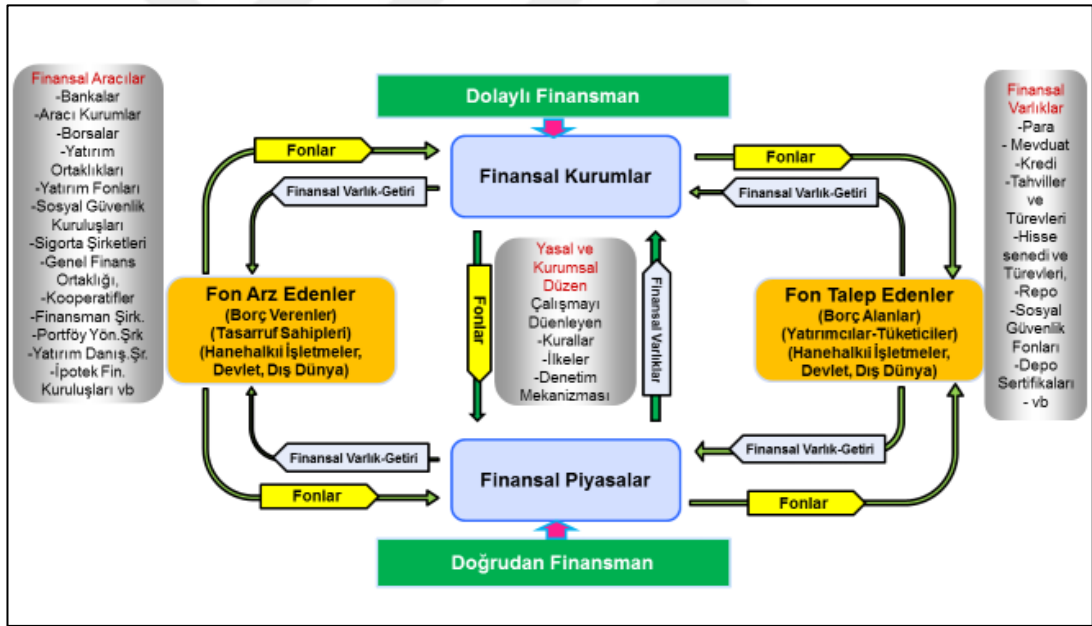 Finansal Aracılar
-Bankalar
-Aracı Kurumlar
-Borsalar
-Yatırım
Ortaklıkları
-Yatırım Fonları
-Sosyal Güvenlik
Kuruluşları
-Sigorta Şirketleri
-Genel Finans
Ortaklığı,
-Kooperatifler
-Finansman Şirk.
-Portföy Yön.Şrk
-Yatırım Danış.Şr.
-İpotek Fin.
Kuruluşları vb
Dolaylı Finansman
Fonlar
Finansal Varlık-Getiri
Finansal Kurumlar
Fonlar
Finansal Varlık-Getiri
Fon Arz Edenler
(Borç Verenler)
(Tasarruf Sahipleri)
(Hanehalkıi İşletmeler,
Devlet, Dış Dünya)
Fonlar
Yasal ve
Kurumsal
Düzen
Çalışmayı
Düenleyen
-Kurallar
-İlkeler
-Denetim
Mekanizması
Finansal Varlıklar
Fon Talep Edenler
(Borç Alanlar)
(Yatırımcılar-Tüketiciler)
(Hanehalkıi İşletmeler,
Devlet, Dış Dünya)
Finansal Varlık-Getiri
Fonlar
Finansal Piyasalar
Finansal Varlık-Getiri
Fonlar
Doğrudan Finansman
Finansal
Varlıklar
-Para
- Mevduat
-Kredi
-Tahviller
ve
Türevleri
-Hisse
senedi ve
Türevleri,
-Repo
-Sosyal
Güvenlik
Fonları
-Depo
Sertifikaları
- vb